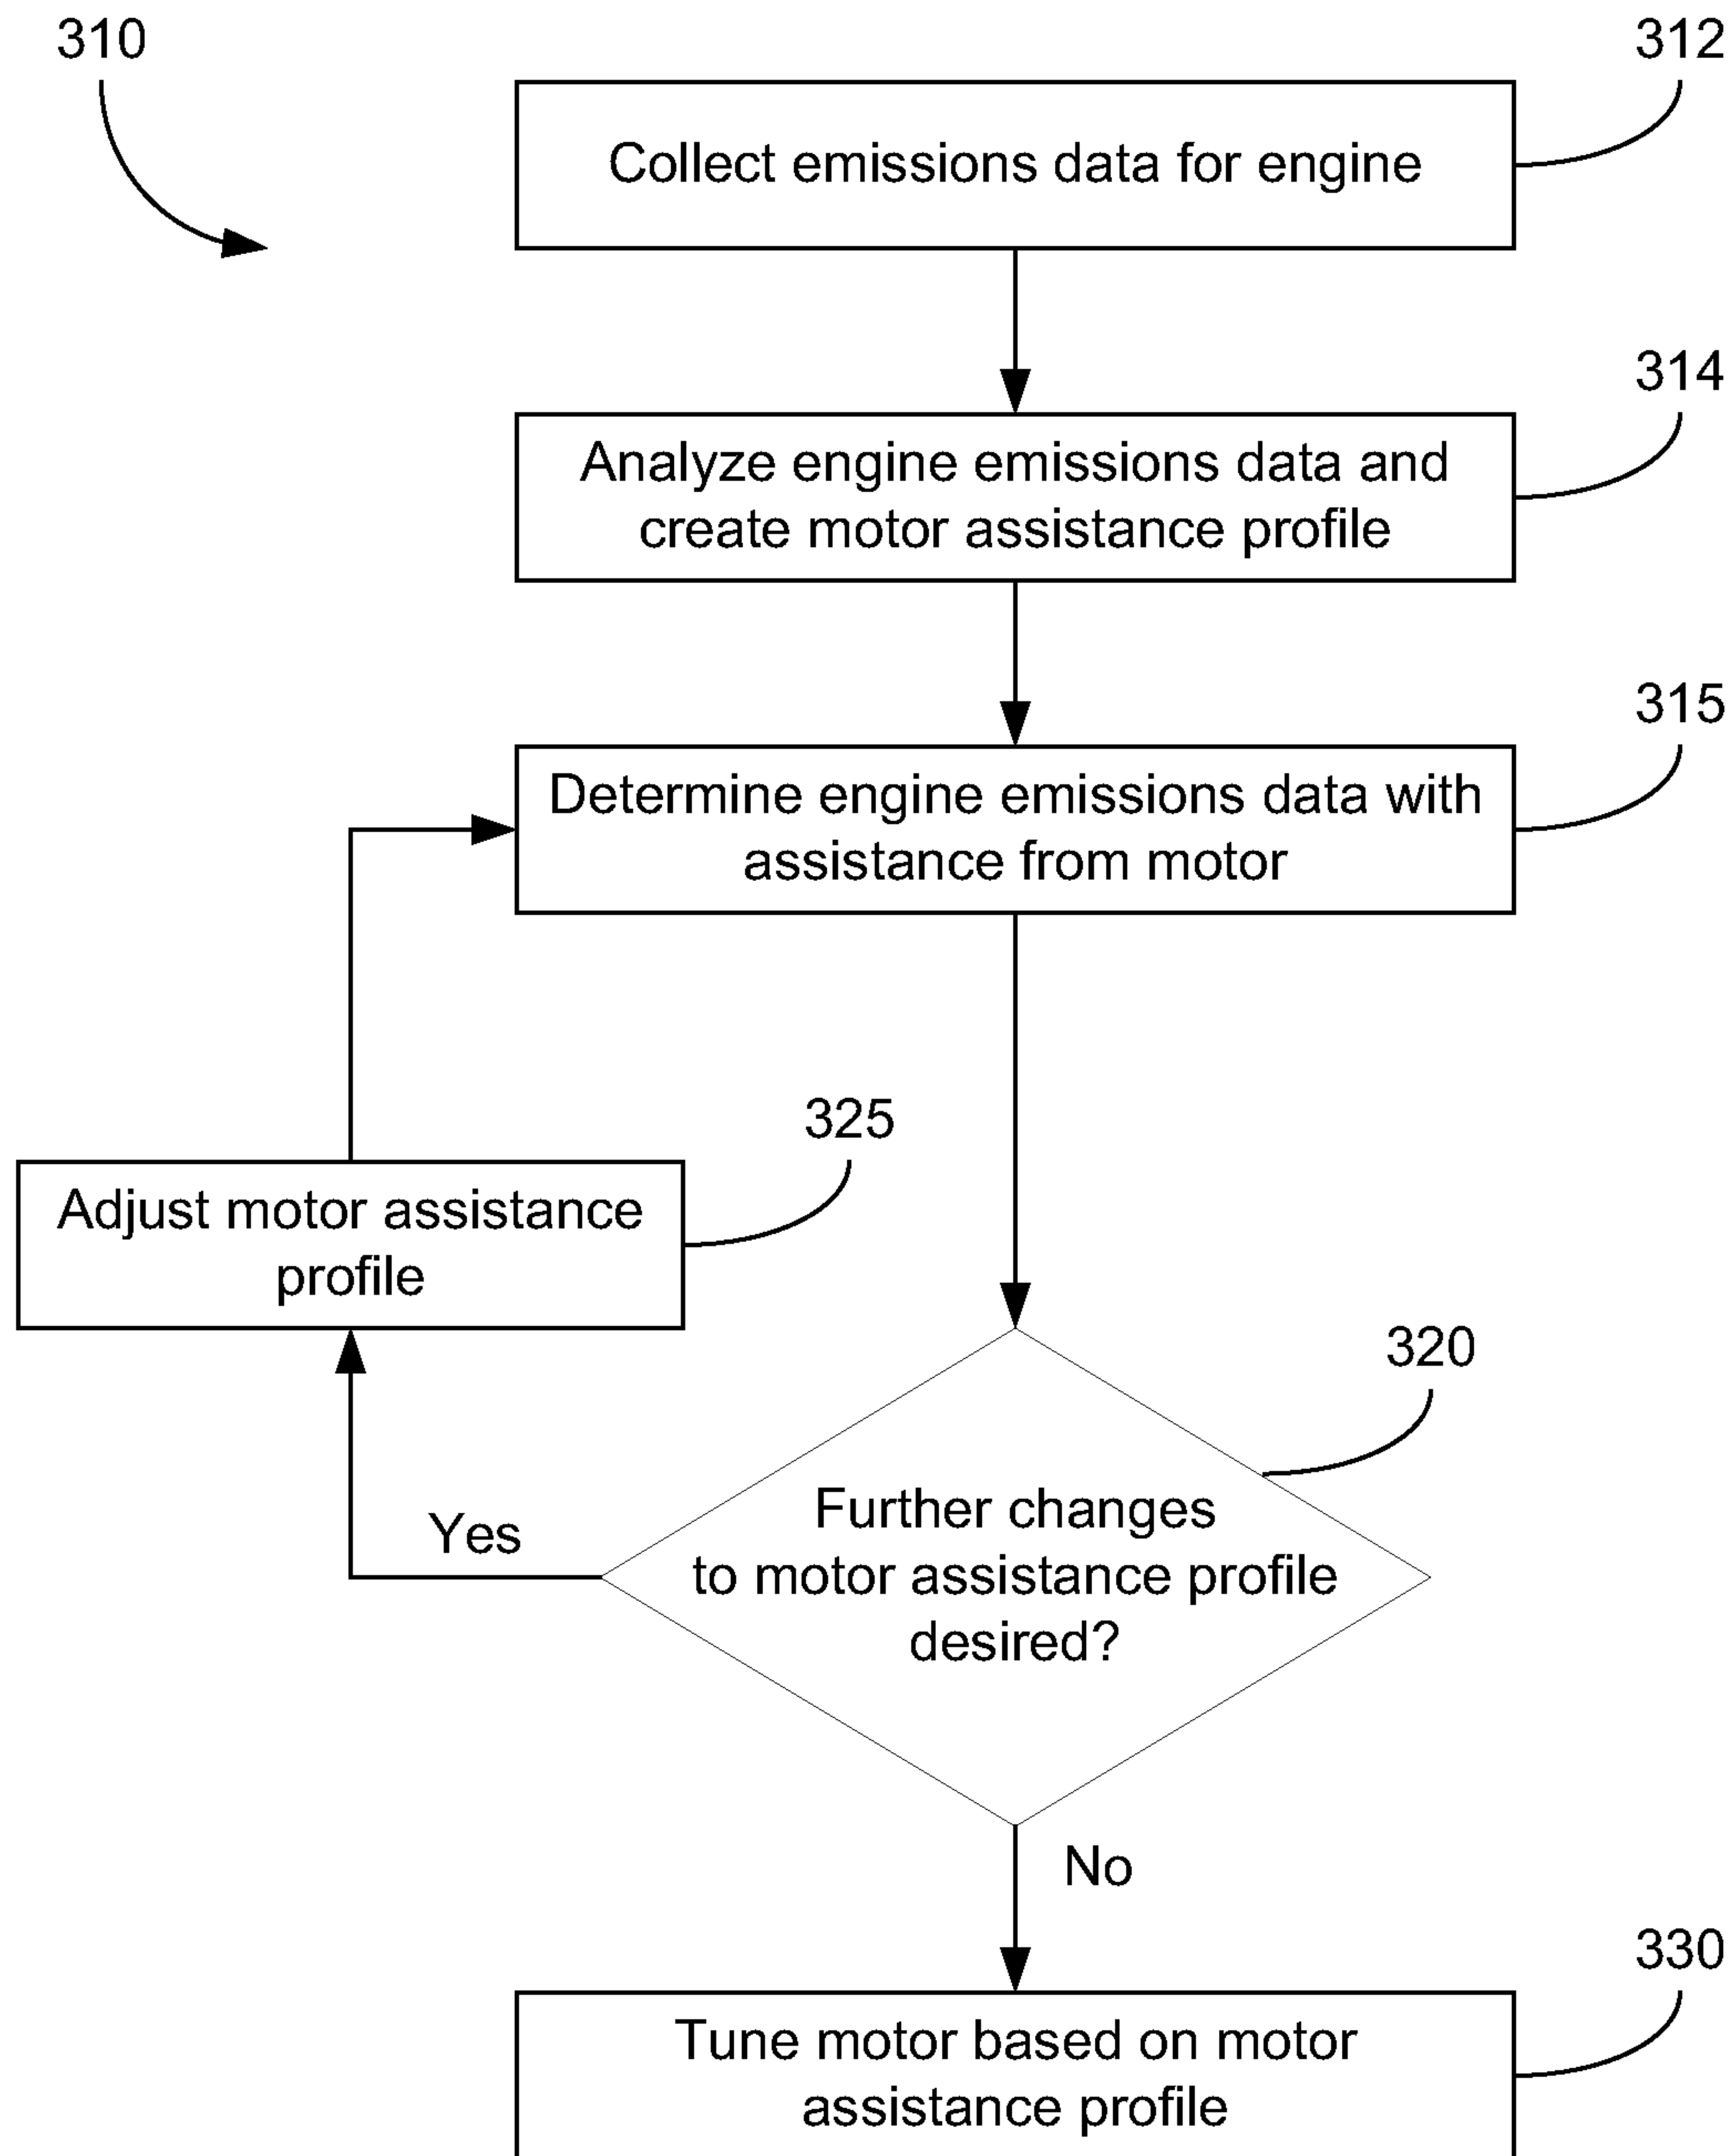 310
312
Collect emissions data for engine
314
Analyze engine emissions data and
create motor assistance profile
315
Determine engine emissions data with
assistance from motor
325
Adjust motor assistance
profile
320
Further changes
to motor assistance profile
desired?
Yes
No
330
Tune motor based on motor
assistance profile